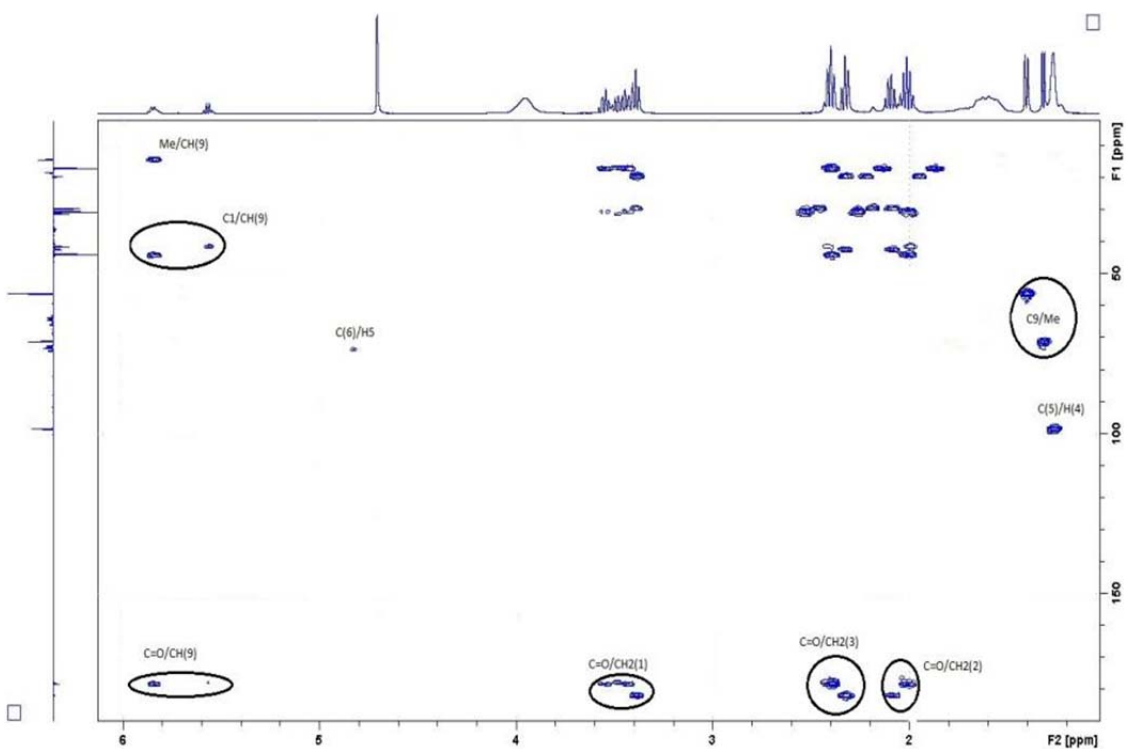 Me/CH(9)
C1/CH(9)
C(6)/H5
C9/Me
C(5)/H(4)
C=O/CH(9)
C=O/CH2(1)
C=O/CH2(3)
C=O/CH2(2)
F1 [ppm]
50
100
150
6
5
4
3
2
F2 [ppm]